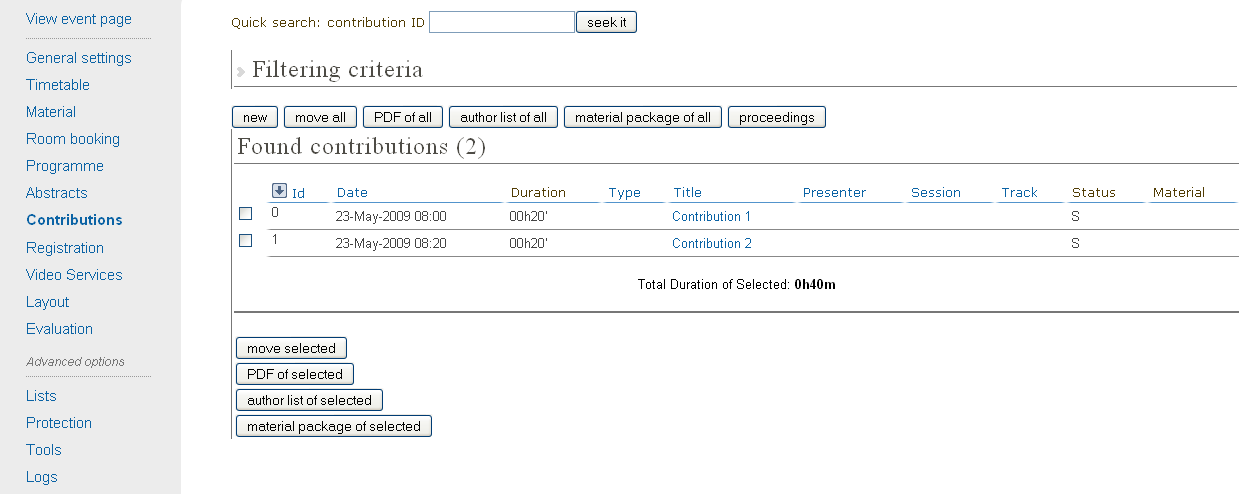 View event page
General settings
Timetable
Material
Room booking
Programme
Abstracts
Contributions
Registration
Video Services
Layout
Evaluation
Advanced options
Lists
Protection
Tools
Logs
Quick search: contribution ID seek it
Filtering criteria
new move all PDF of all author list of all material package of all proceedings
Found contributions (2)
Id Date Duration Type Title Presenter Session Track Status Material
0 23-May-2009 08:00 00h20' Contribution 1 S
1 23-May-2009 08:20 00h20' Contribution 2 S
Total Duration of Selected: 0h40m
move selected
PDF of selected
author list of selected
material package of selected